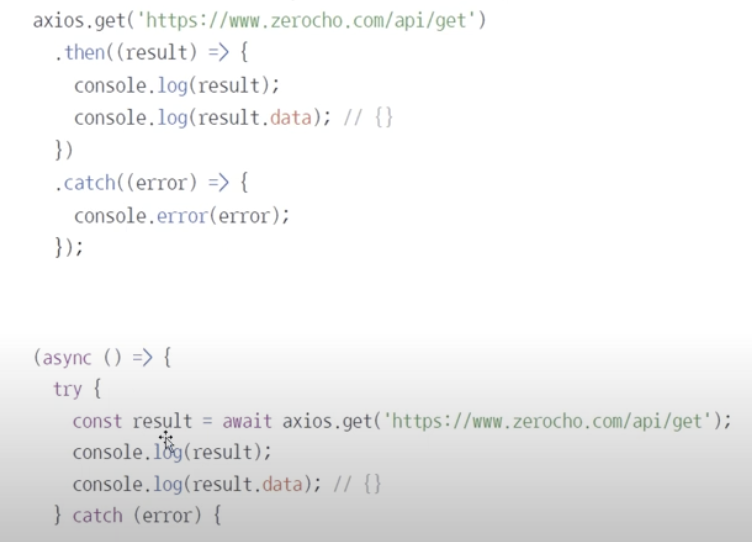 axios.get('https://www.zerocho.com/api/get')
.then((result) => {
console.log(result);
console.log(result.data); // {}
})
.catch((error) => {
console.error(error);
});
(async () => {
try {
const result = await axios.get('https://www.zerocho.com/api/get');
console.log(result);
console.log(result.data); // {}
} catch (error) {